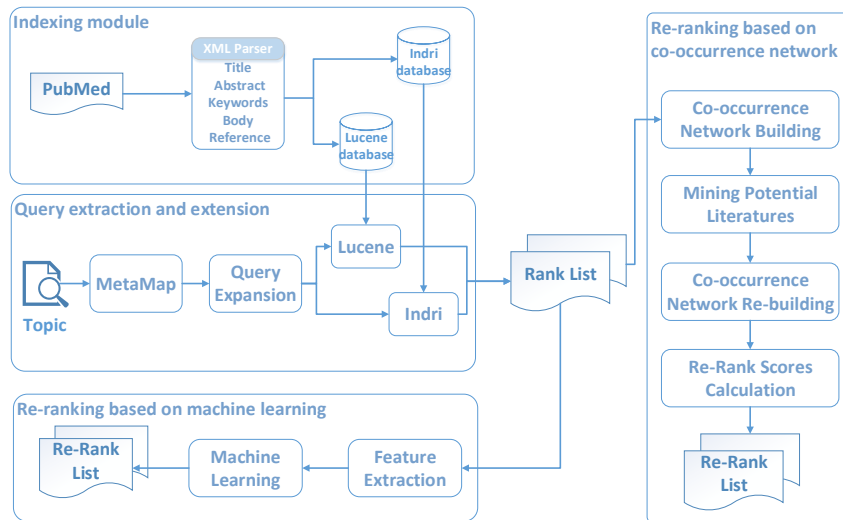 Indexing module
PubMed
XML Parser
Title
Abstract
Keywords
Body
Reference
Indri
database
Lucene
database
Query extraction and extension
Topic
MetaMap
Query
Expansion
Lucene
Indri
Rank List
Re-ranking based on machine learning
Re-Rank
List
Machine
Learning
Feature
Extraction
Re-ranking based on
co-occurrence network
Co-occurrence
Network Building
Mining Potential
Literatures
Co-occurrence
Network Re-building
Re-Rank Scores
Calculation
Re-Rank
List